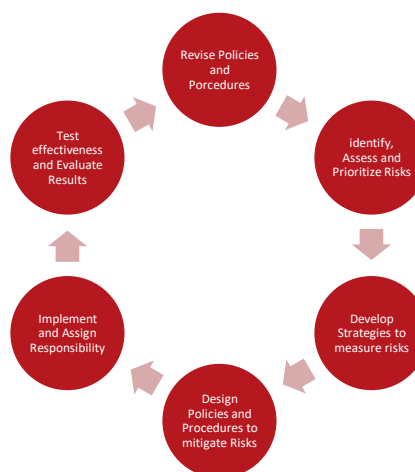 Revise Policies
and
Porcedures
identify,
Assess and
Prioritize Risks
Develop
Strategies to
measure risks
Design
Policies and
Procedures to
mitigate Risks
Implement
and Assign
Responsibility
Test
effectiveness
and Evaluate
Results